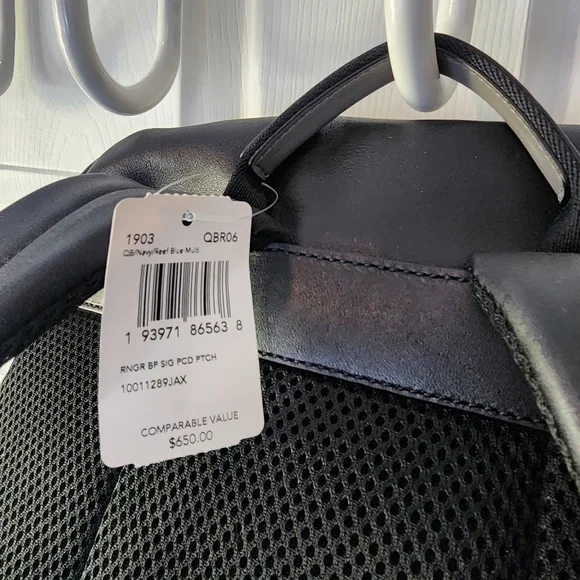 1903 QBR06
QB/Navy/Reef Blue Multi
1 93971 86563 8
RNGR BP SIG PCD PTCH
10011289JAX
COMPARABLE VALUE
$650.00